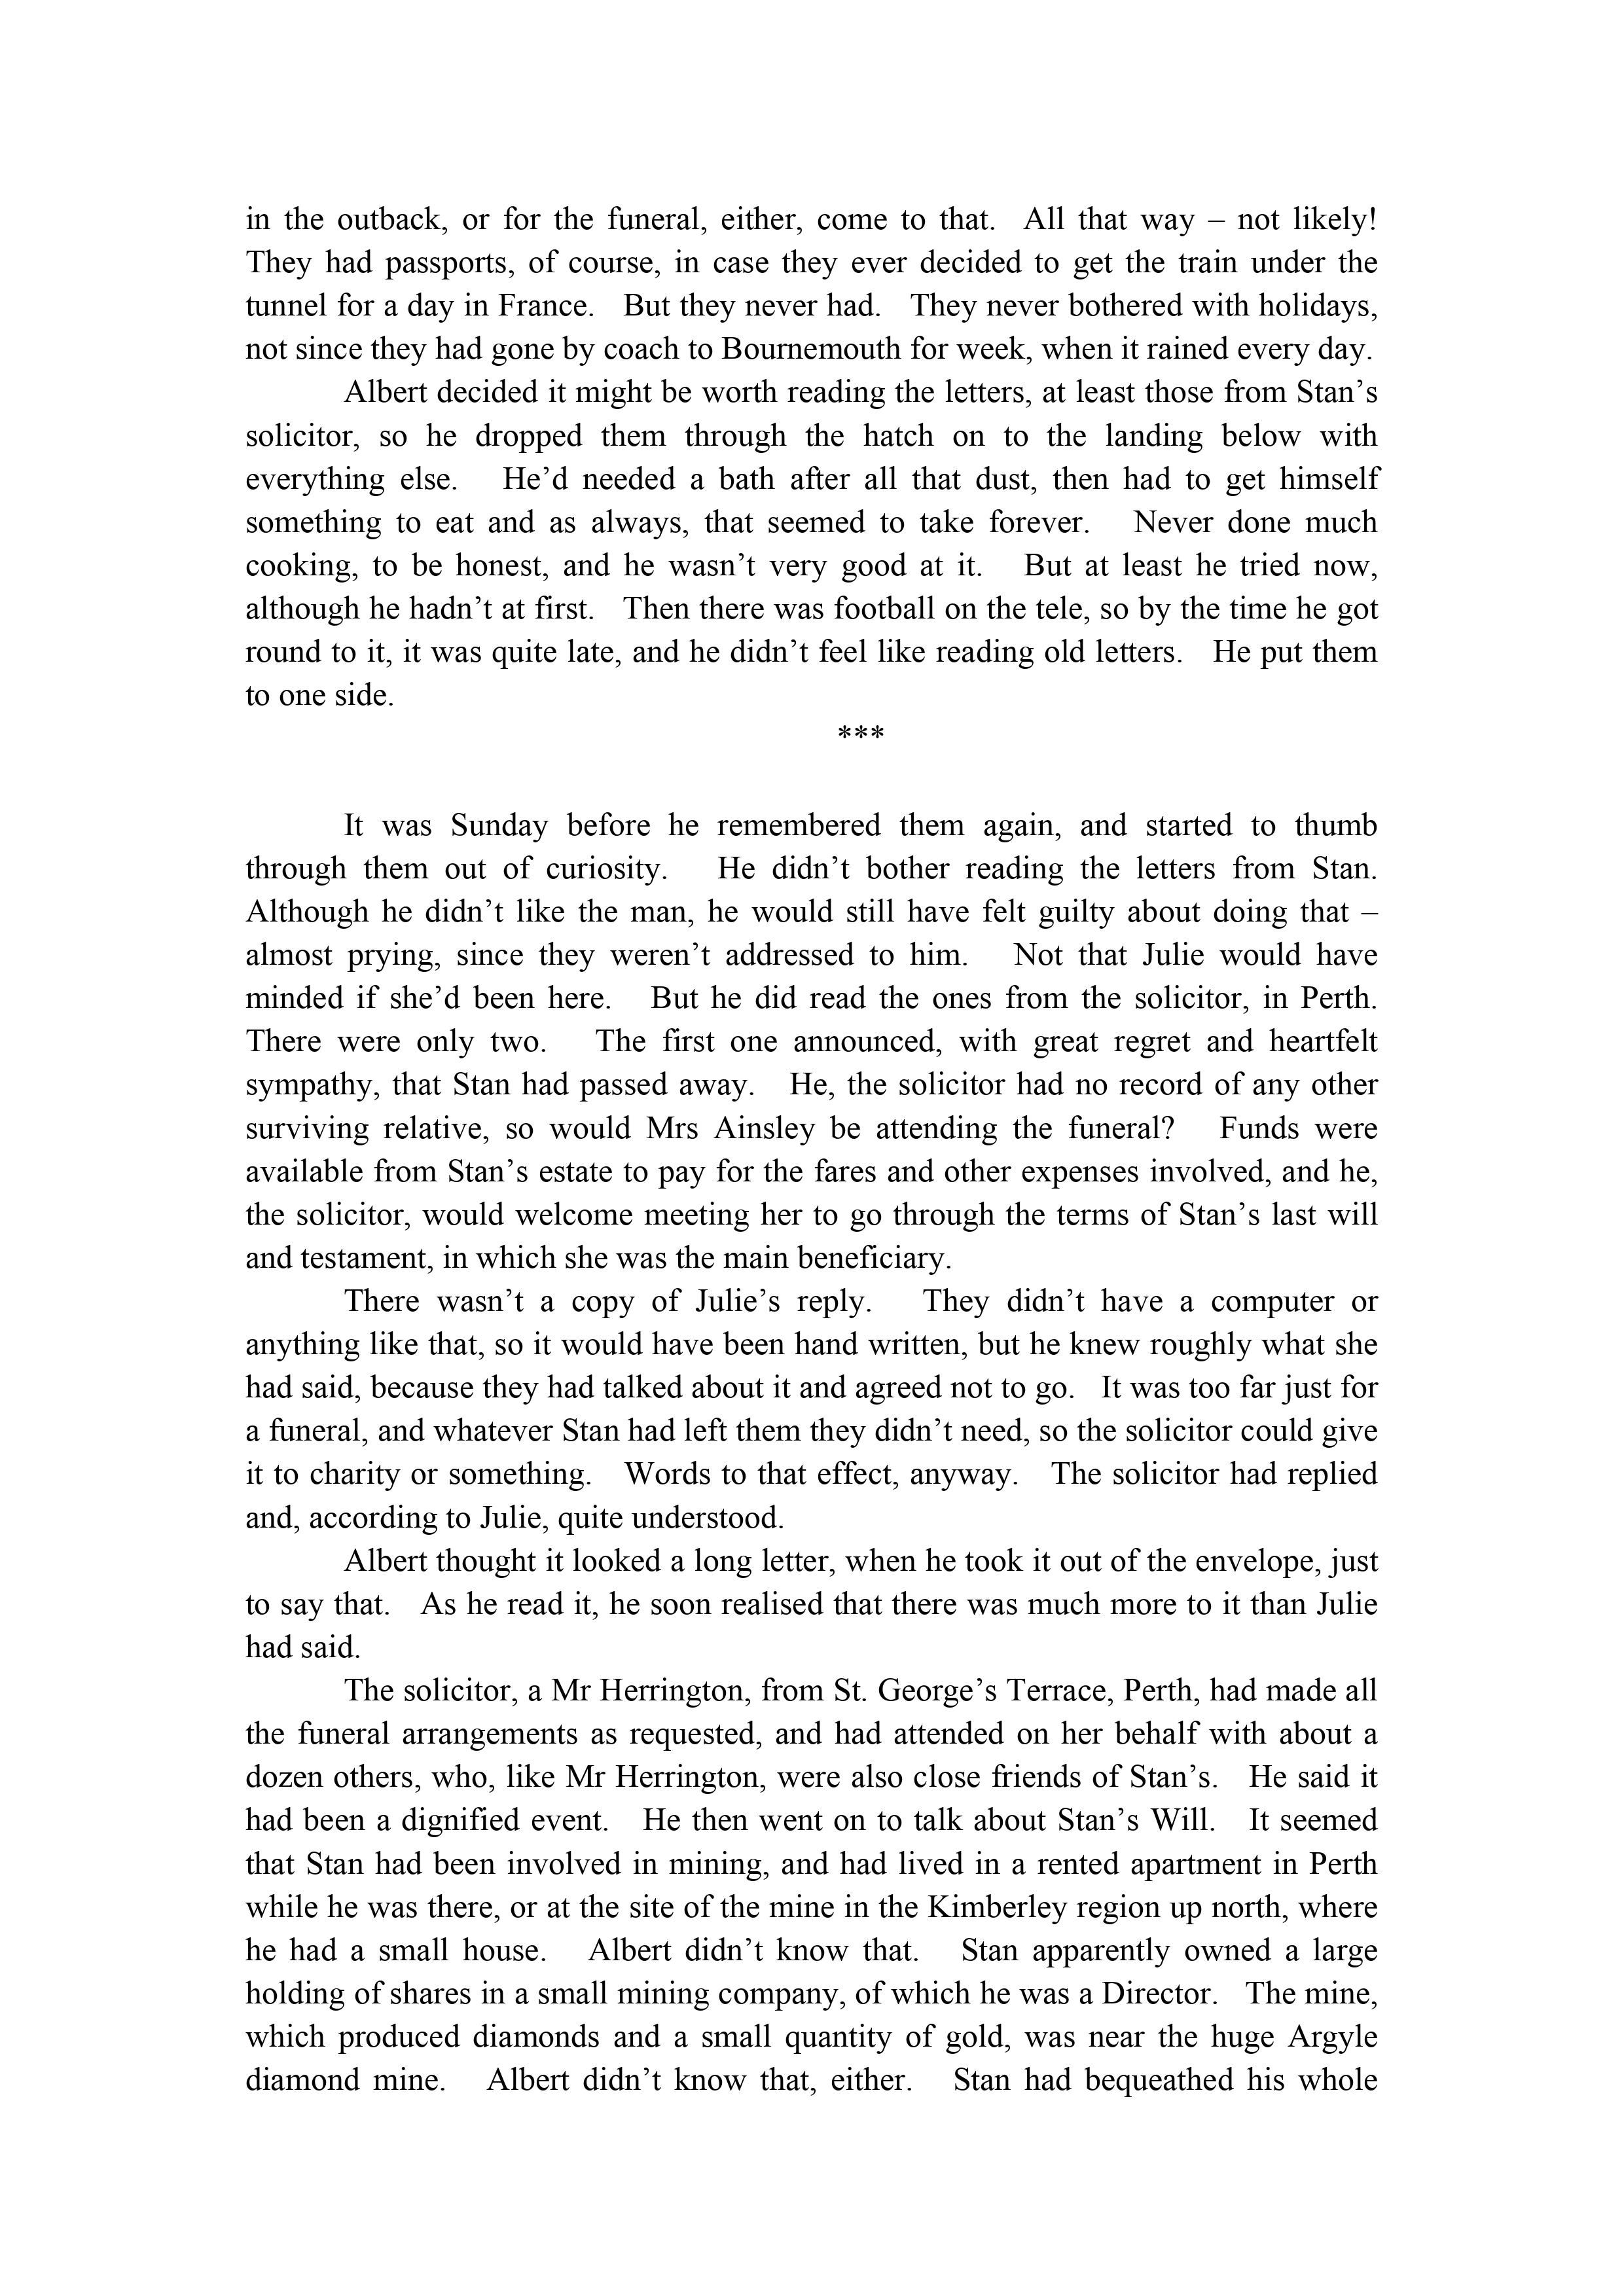 in the outback, or for the funeral, either, come to that. All that way – not likely!
They had passports, of course, in case they ever decided to get the train under the
tunnel for a day in France. But they never had. They never bothered with holidays,
not since they had gone by coach to Bournemouth for week, when it rained every day.
Albert decided it might be worth reading the letters, at least those from Stan’s
solicitor, so he dropped them through the hatch on to the landing below with
everything else. He’d needed a bath after all that dust, then had to get himself
something to eat and as always, that seemed to take forever. Never done much
cooking, to be honest, and he wasn’t very good at it. But at least he tried now,
although he hadn’t at first. Then there was football on the tele, so by the time he got
round to it, it was quite late, and he didn’t feel like reading old letters. He put them
to one side.
***
It was Sunday before he remembered them again, and started to thumb
through them out of curiosity. He didn’t bother reading the letters from Stan.
Although he didn’t like the man, he would still have felt guilty about doing that –
almost prying, since they weren’t addressed to him. Not that Julie would have
minded if she’d been here. But he did read the ones from the solicitor, in Perth.
There were only two. The first one announced, with great regret and heartfelt
sympathy, that Stan had passed away. He, the solicitor had no record of any other
surviving relative, so would Mrs Ainsley be attending the funeral? Funds were
available from Stan’s estate to pay for the fares and other expenses involved, and he,
the solicitor, would welcome meeting her to go through the terms of Stan’s last will
and testament, in which she was the main beneficiary.
There wasn’t a copy of Julie’s reply. They didn’t have a computer or
anything like that, so it would have been hand written, but he knew roughly what she
had said, because they had talked about it and agreed not to go. It was too far just for
a funeral, and whatever Stan had left them they didn’t need, so the solicitor could give
it to charity or something. Words to that effect, anyway. The solicitor had replied
and, according to Julie, quite understood.
Albert thought it looked a long letter, when he took it out of the envelope, just
to say that. As he read it, he soon realised that there was much more to it than Julie
had said.
The solicitor, a Mr Herrington, from St. George’s Terrace, Perth, had made all
the funeral arrangements as requested, and had attended on her behalf with about a
dozen others, who, like Mr Herrington, were also close friends of Stan’s. He said it
had been a dignified event. He then went on to talk about Stan’s Will. It seemed
that Stan had been involved in mining, and had lived in a rented apartment in Perth
while he was there, or at the site of the mine in the Kimberley region up north, where
he had a small house. Albert didn’t know that. Stan apparently owned a large
holding of shares in a small mining company, of which he was a Director. The mine,
which produced diamonds and a small quantity of gold, was near the huge Argyle
diamond mine. Albert didn’t know that, either. Stan had bequeathed his whole